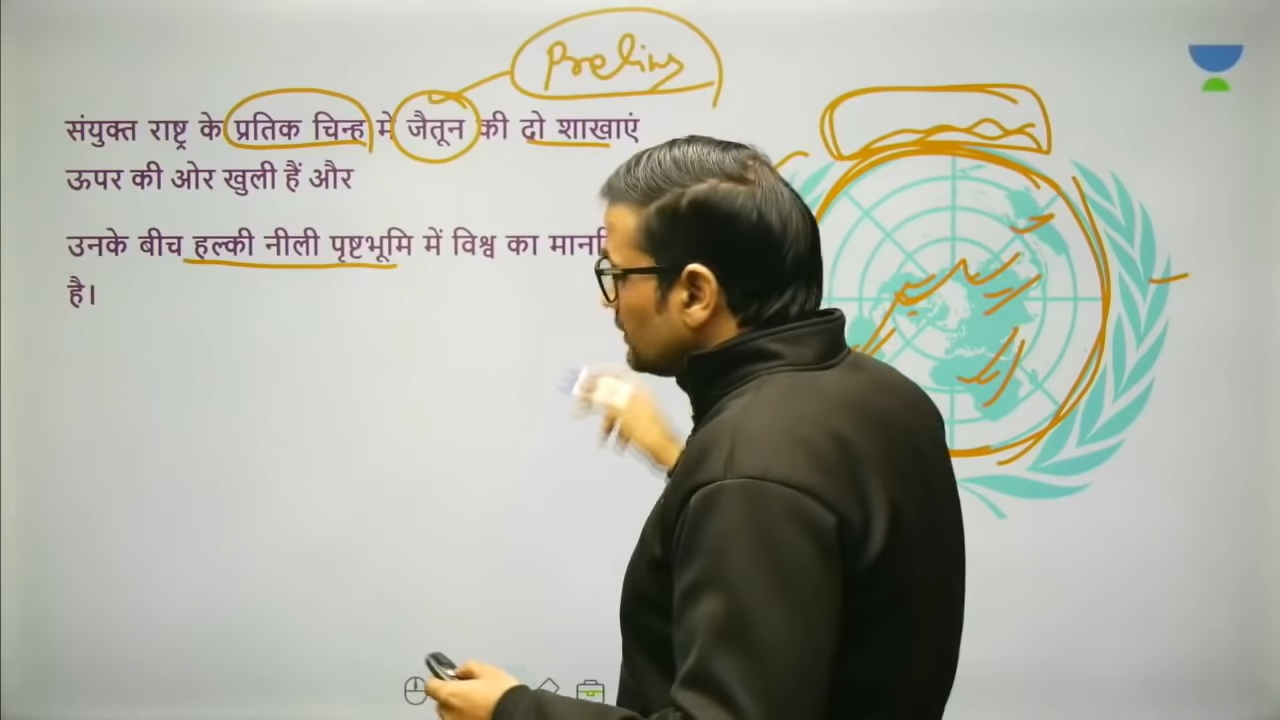 Prelims
संयुक्त राष्ट्र के प्रतिक चिन्ह में जैतून की दो शाखाएं
ऊपर की ओर खुली हैं और
उनके बीच हल्की नीली पृष्टभूमि में विश्व का
है।